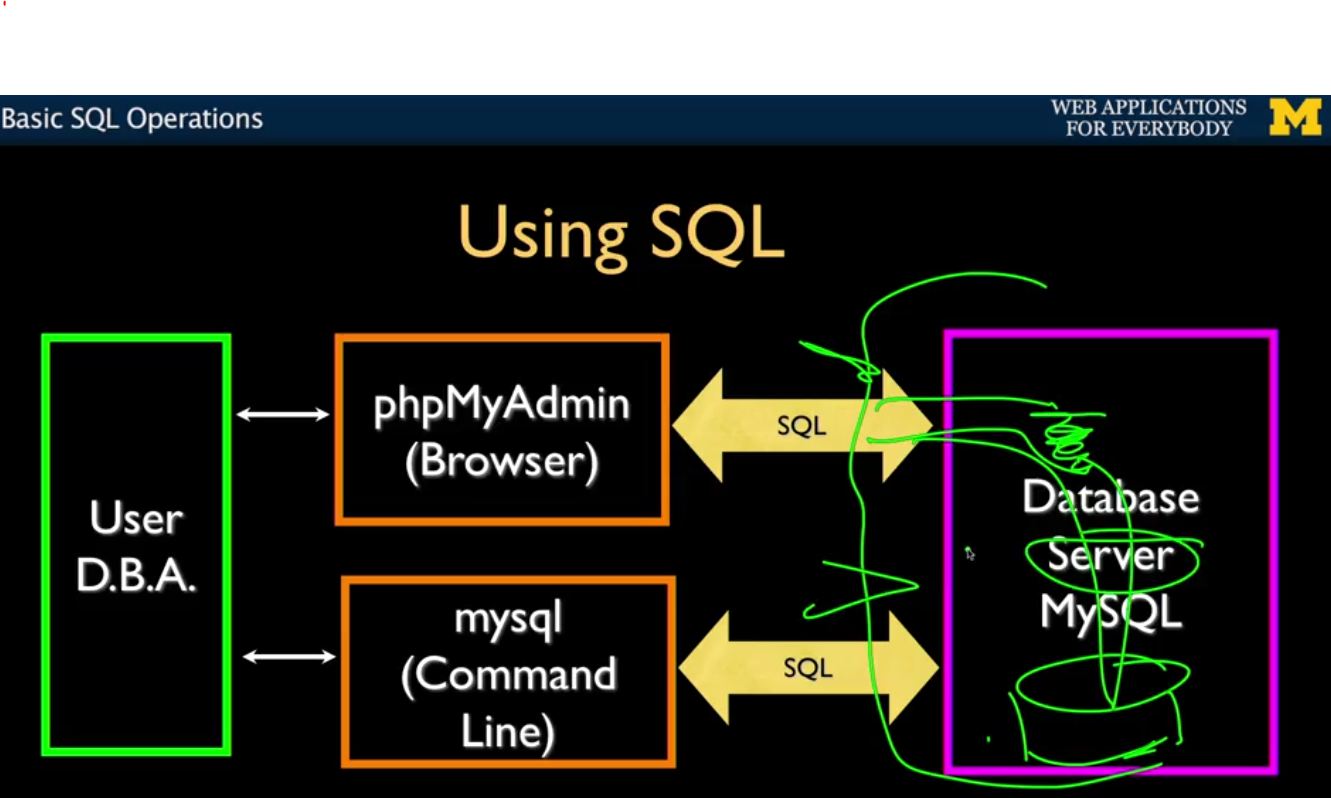 Basic SQL Operations
WEB APPLICATIONS
FOR EVERYBODY
M
Using SQL
User
D.B.A.
phpMyAdmin
(Browser)
SQL
mysql
(Command
Line)
SQL
Database
Server
MySQL